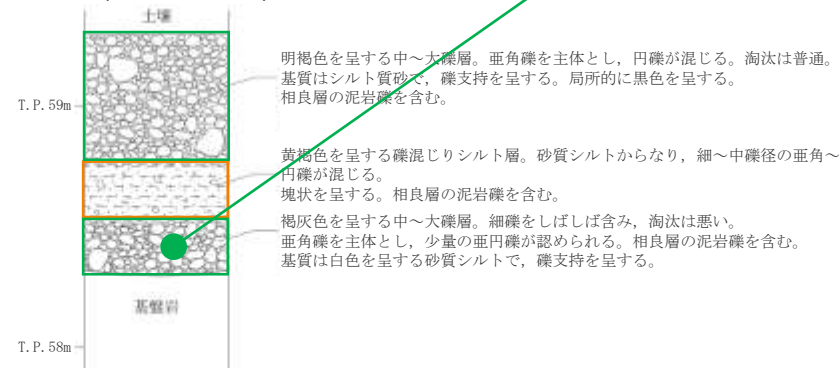 土壌
明褐色を呈する中～大礫層。亜角礫を主体とし，円礫が混じる。淘汰は普通。
基質はシルト質砂で，礫支持を呈する。局所的に黒色を呈する。
T.P.59m
相良層の泥岩礫を含む。
黄褐色を呈する礫混じりシルト層。砂質シルトからなり，細～中礫径の亜角～
円礫が混じる。
塊状を呈する。相良層の泥岩礫を含む。
褐灰色を呈する中～大礫層。細礫をしばしば含み，淘汰は悪い。
亜角礫を主体とし，少量の亜円礫が認められる。相良層の泥岩礫を含む。
基質は白色を呈する砂質シルトで，礫支持を呈する。
基盤岩
T.P.58m